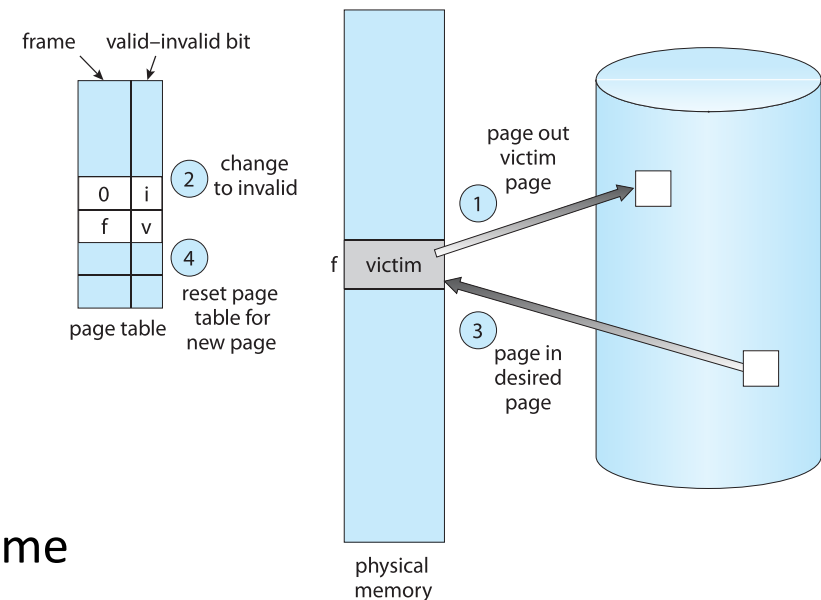 frame
valid–invalid bit
0
i
f
v
2
change
to invalid
4
reset page
table for
new page
page table
f
victim
physical
memory
page out
victim
page
1
3
page in
desired
page
me